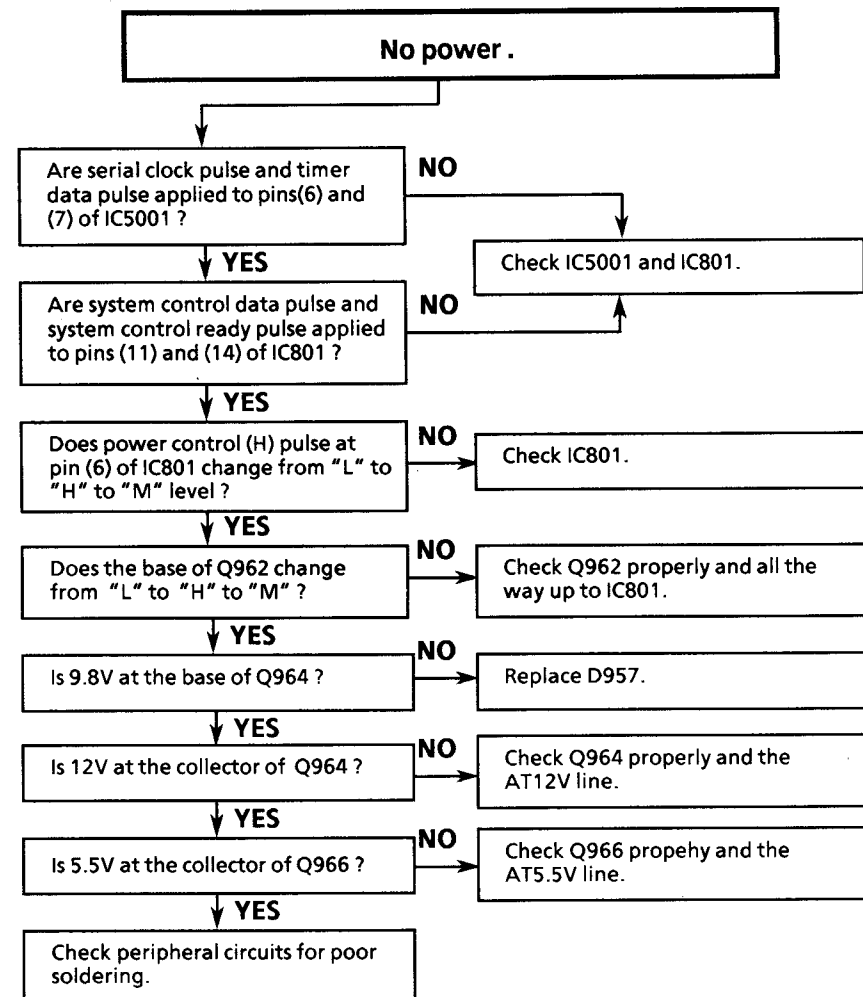 No power .
Are serial clock pulse and timer
data pulse applied to pins(6) and
(7) of IC5001 ?
NO
YES
Check IC5001 and IC801.
Are system control data pulse and
system control ready pulse applied
to pins (11) and (14) of IC801 ?
NO
YES
Does power control (H) pulse at
pin (6) of IC801 change from "L" to
"H" to "M" level ?
NO
Check IC801.
YES
Does the base of Q962 change
from "L" to "H" to "M" ?
NO
Check Q962 properly and all the
way up to IC801.
YES
Is 9.8V at the base of Q964 ?
NO
Replace D957.
YES
Is 12V at the collector of Q964 ?
NO
Check Q964 properly and the
AT12V line.
YES
Is 5.5V at the collector of Q966 ?
NO
Check Q966 propehy and the
AT5.5V line.
YES
Check peripheral circuits for poor
soldering.